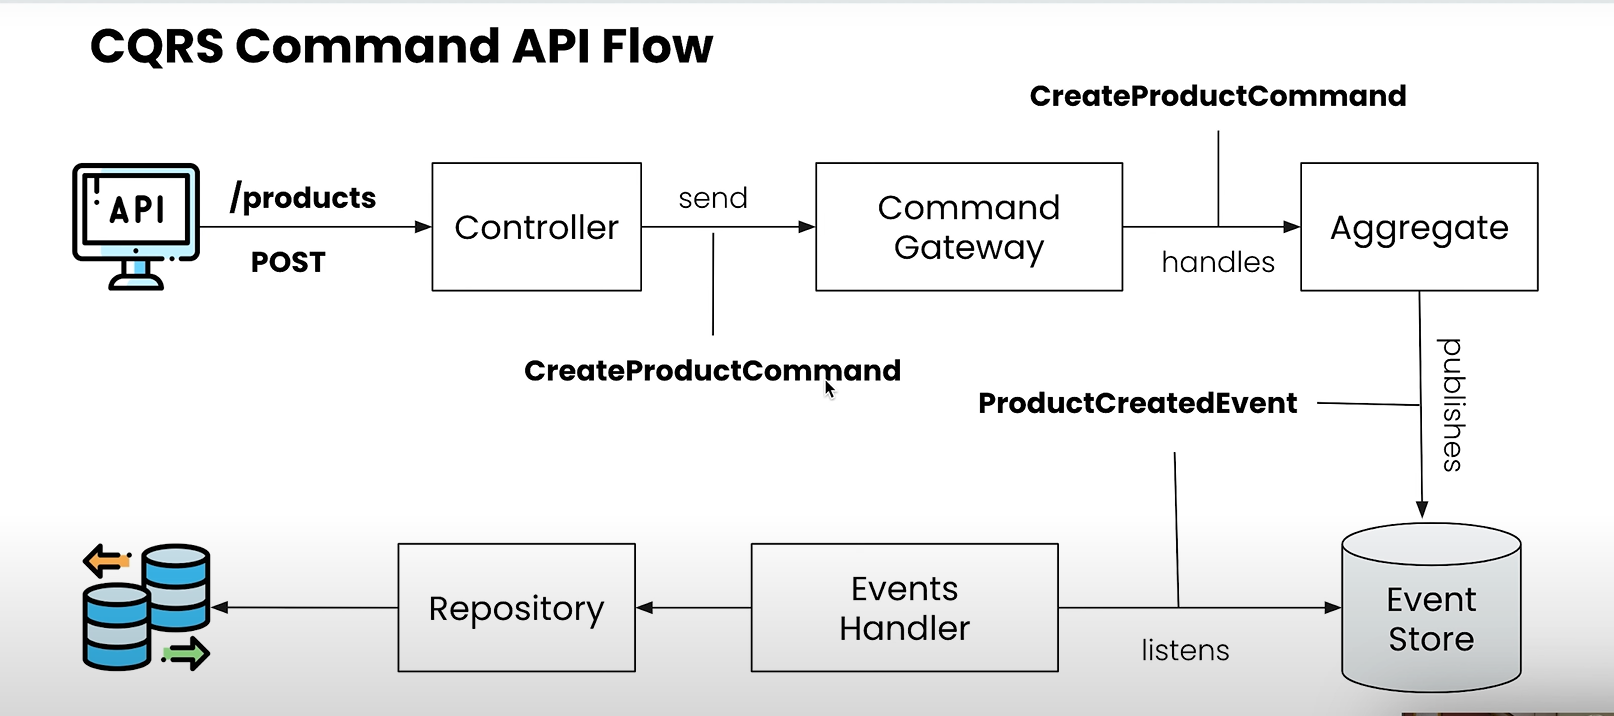 CQRS Command API Flow
CreateProductCommand
API
/products
POST
Controller
send
Command
Gateway
handles
Aggregate
CreateProductCommand
ProductCreatedEvent
publishes
Repository
Events
Handler
listens
Event
Store